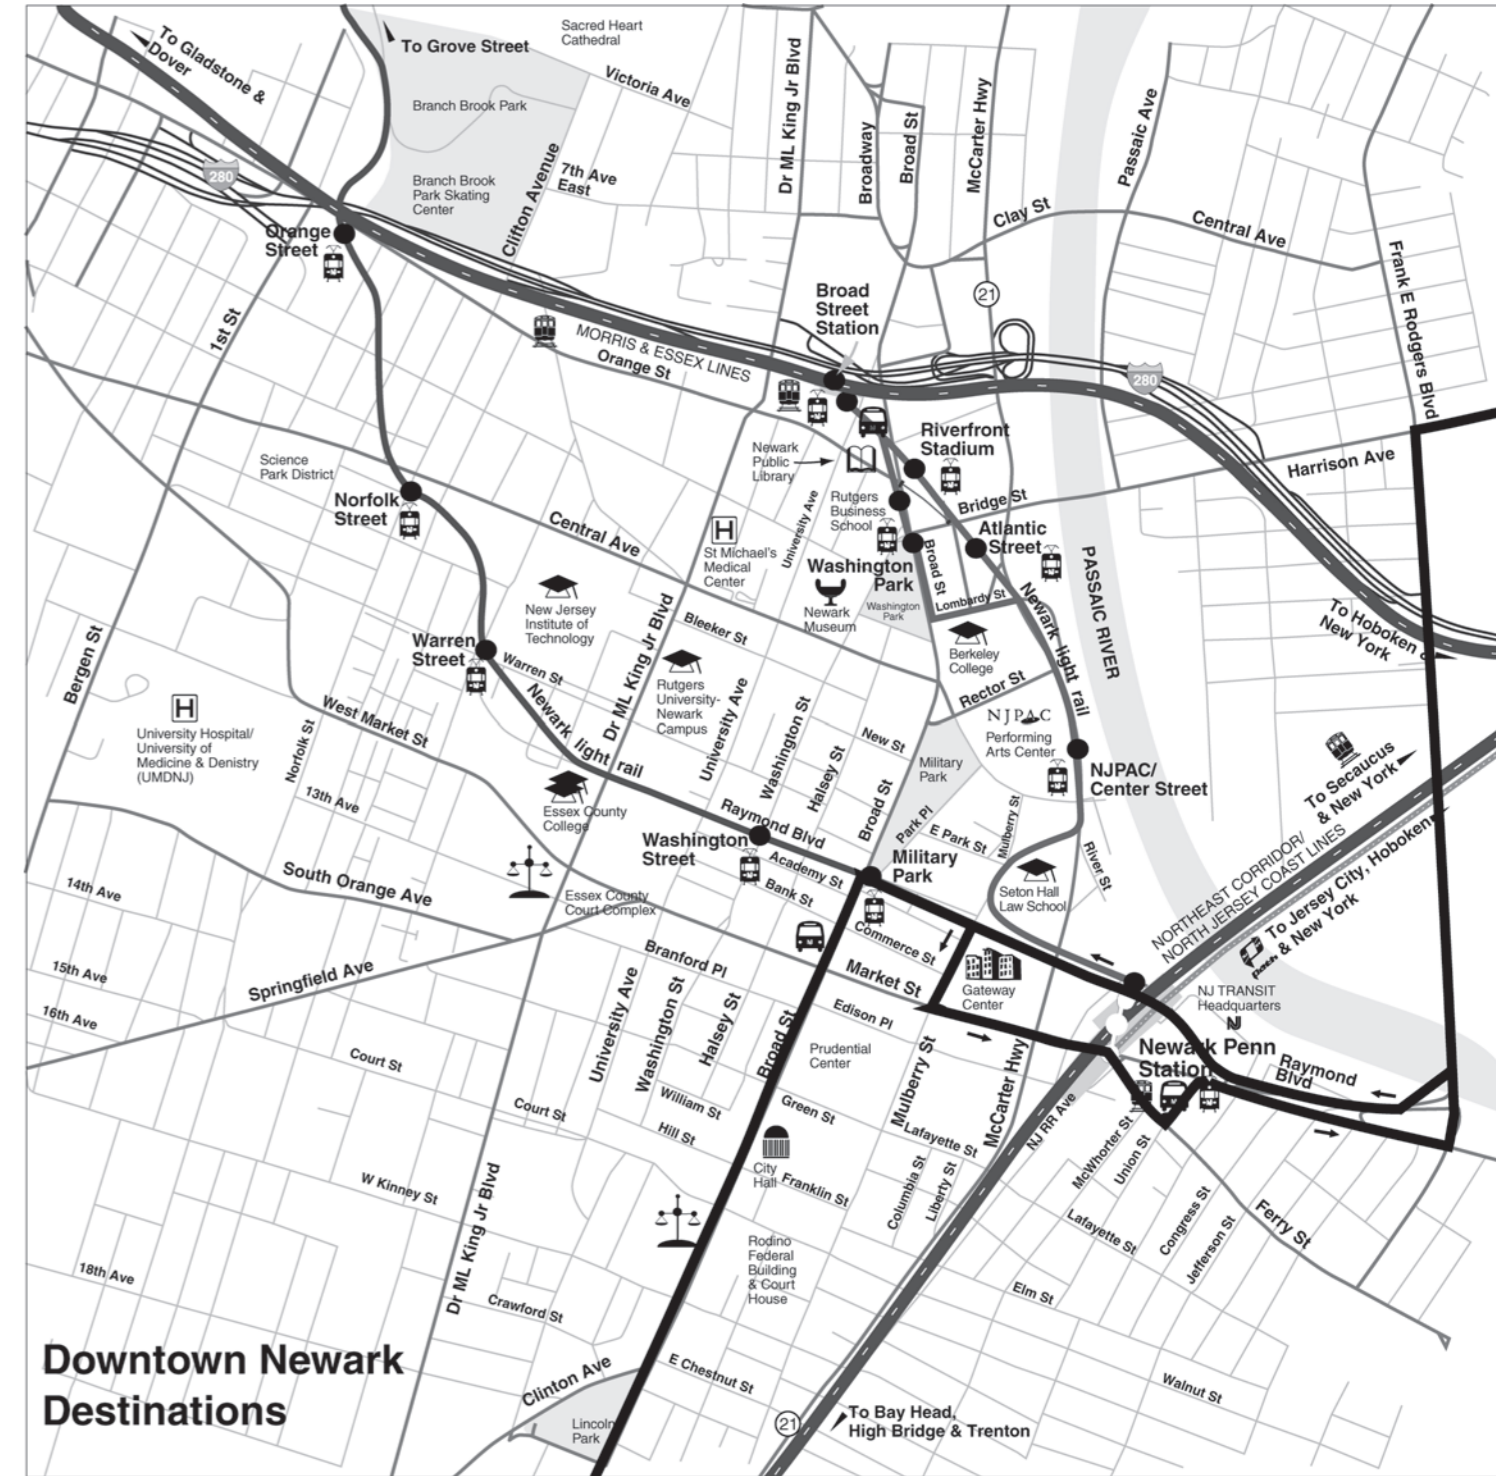 To Gladstone &
Dover
To Grove Street
Sacred Heart
Cathedral
Victoria Ave
Branch Brook Park
Branch Brook
Park Skating
Center
Clifton Avenue
7th Ave
East
Dr ML King Jr Blvd
Broadway
Broad St
McCarter Hwy
Passaic Ave
Clay St
Central Ave
Frank E Rodgers Blvd
280
Orange
Street
1st St
21
Broad
Street
Station
MORRIS & ESSEX LINES
Orange St
280
Riverfront
Stadium
Harrison Ave
Newark
Public
Library
University Ave
Rutgers
Business
School
Bridge St
Science
Park District
Norfolk
Street
Central Ave
H
St Michael's
Medical
Center
Atlantic
Street
Washington
Park
Broad St
Lombardy St
Washington
Park
Newark
Museum
PASSAIC RIVER
To Hoboken &
New York
New Jersey
Institute of
Technology
Bleeker St
Berkeley
College
Newark light rail
Bergen St
Warren
Street
Warren St
Dr ML King Jr Blvd
Rutgers
University-
Newark
Campus
Rector St
NJPAC
Performing
Arts Center
H
University Hospital/
University of
Medicine & Denistry
(UMDNJ)
Norfolk St
West Market St
Newark light rail
University Ave
Washington St
Halsey St
New St
Military
Park
NJPAC/
Center Street
To Secaucus
& New York
13th Ave
Essex County
College
Raymond Blvd
Broad St
Park Pl
E Park St
Mulberry St
River St
Washington
Street
Academy St
Bank St
Military
Park
Seton Hall
Law School
NORTHEAST CORRIDOR/
NORTH JERSEY COAST LINES
To Jersey City, Hoboken
path & New York
14th Ave
South Orange Ave
Essex County
Court Complex
Commerce St
Market St
Gateway
Center
15th Ave
Springfield Ave
Branford Pl
NJ TRANSIT
Headquarters
16th Ave
University Ave
Washington St
Halsey St
Broad St
Edison Pl
Prudential
Center
Mulberry St
McCarter Hwy
Newark Penn
Station
Raymond
Blvd
Court St
Court St
William St
Hill St
Green St
Lafayette St
NJ RR Ave
McWhorter St
Union St
City
Hall
Franklin St
Columbia St
Liberty St
W Kinney St
Lafayette St
Congress St
Jefferson St
Ferry St
Rodino
Federal
Building
& Court
House
18th Ave
Dr ML King Jr Blvd
Crawford St
Elm St
Downtown Newark
Destinations
Clinton Ave
E Chestnut St
Walnut St
Lincoln
Park
21
To Bay Head,
High Bridge & Trenton